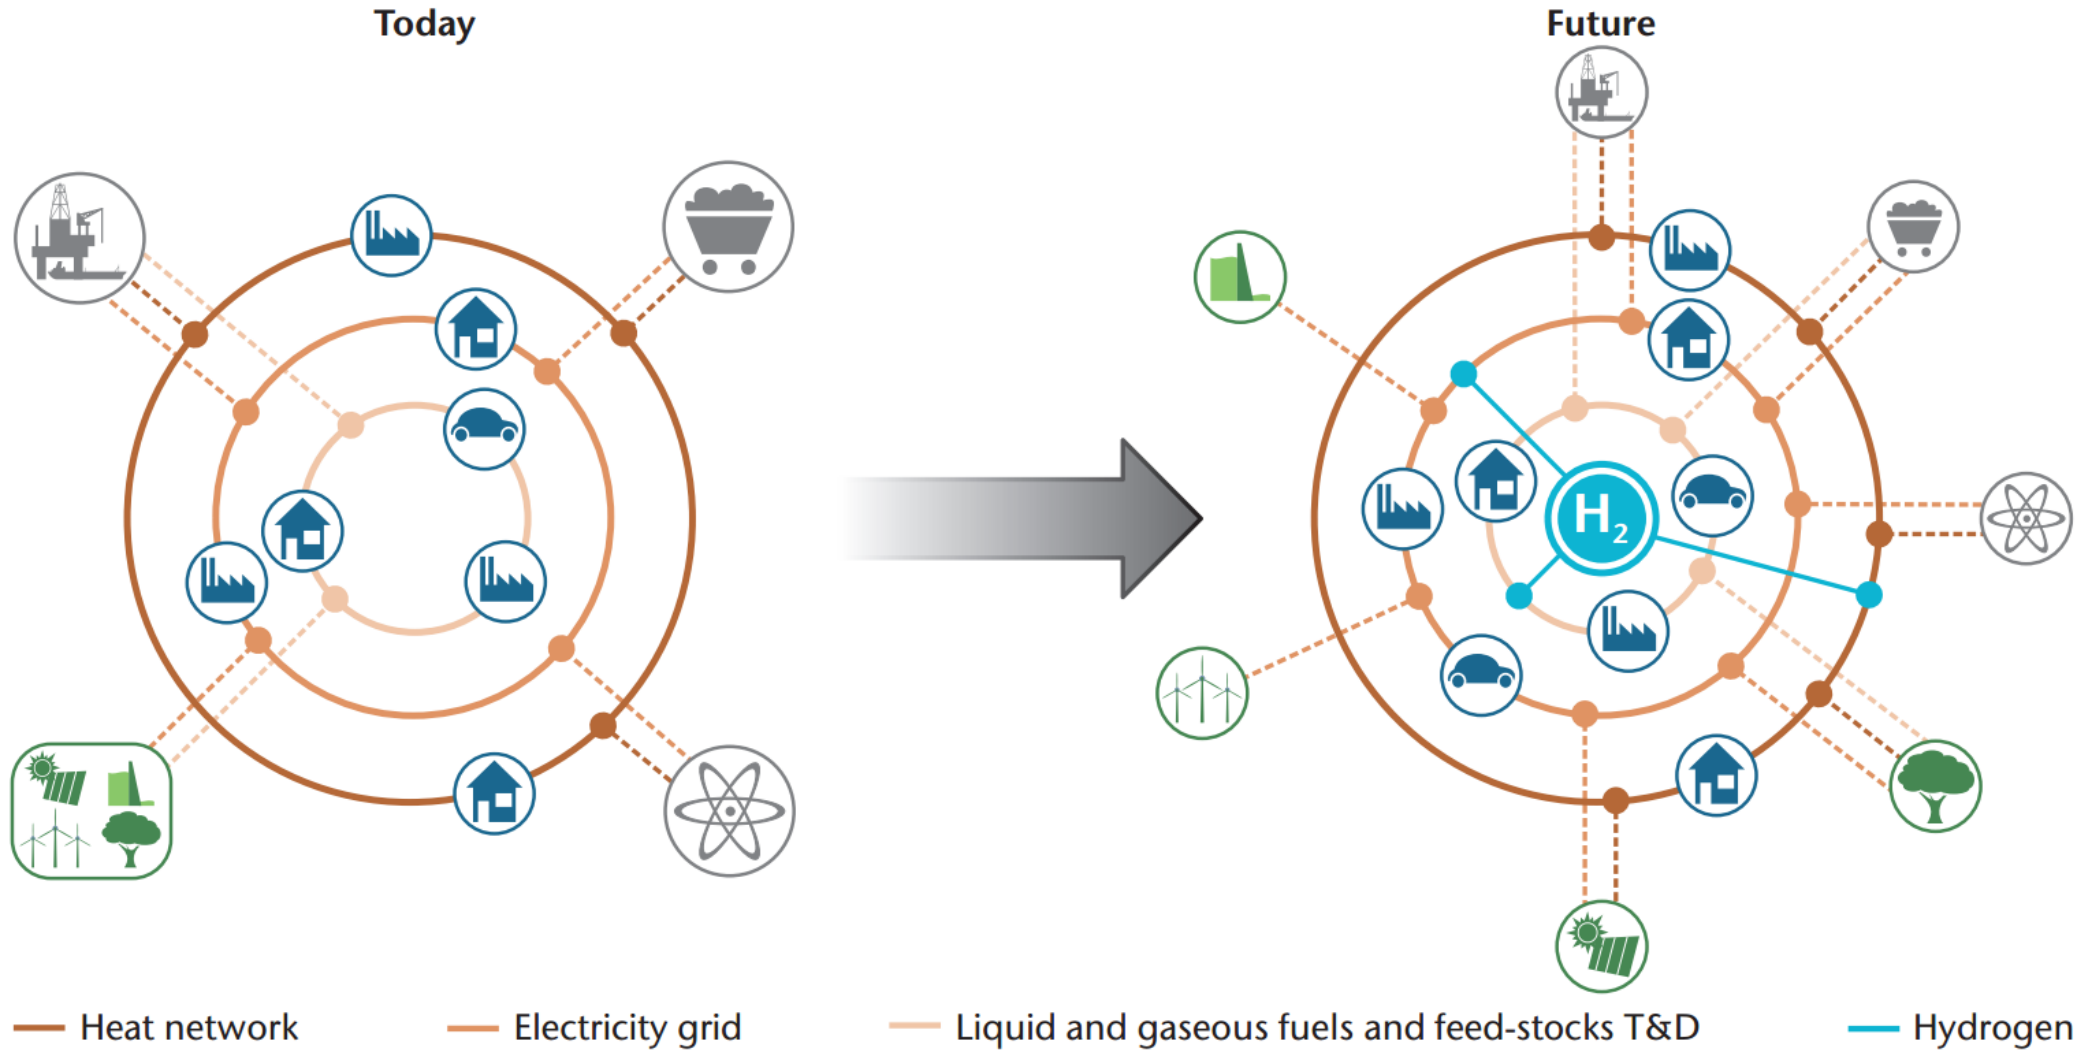 Today
Future
H₂
Heat network
Electricity grid
Liquid and gaseous fuels and feed-stocks T&D
Hydrogen